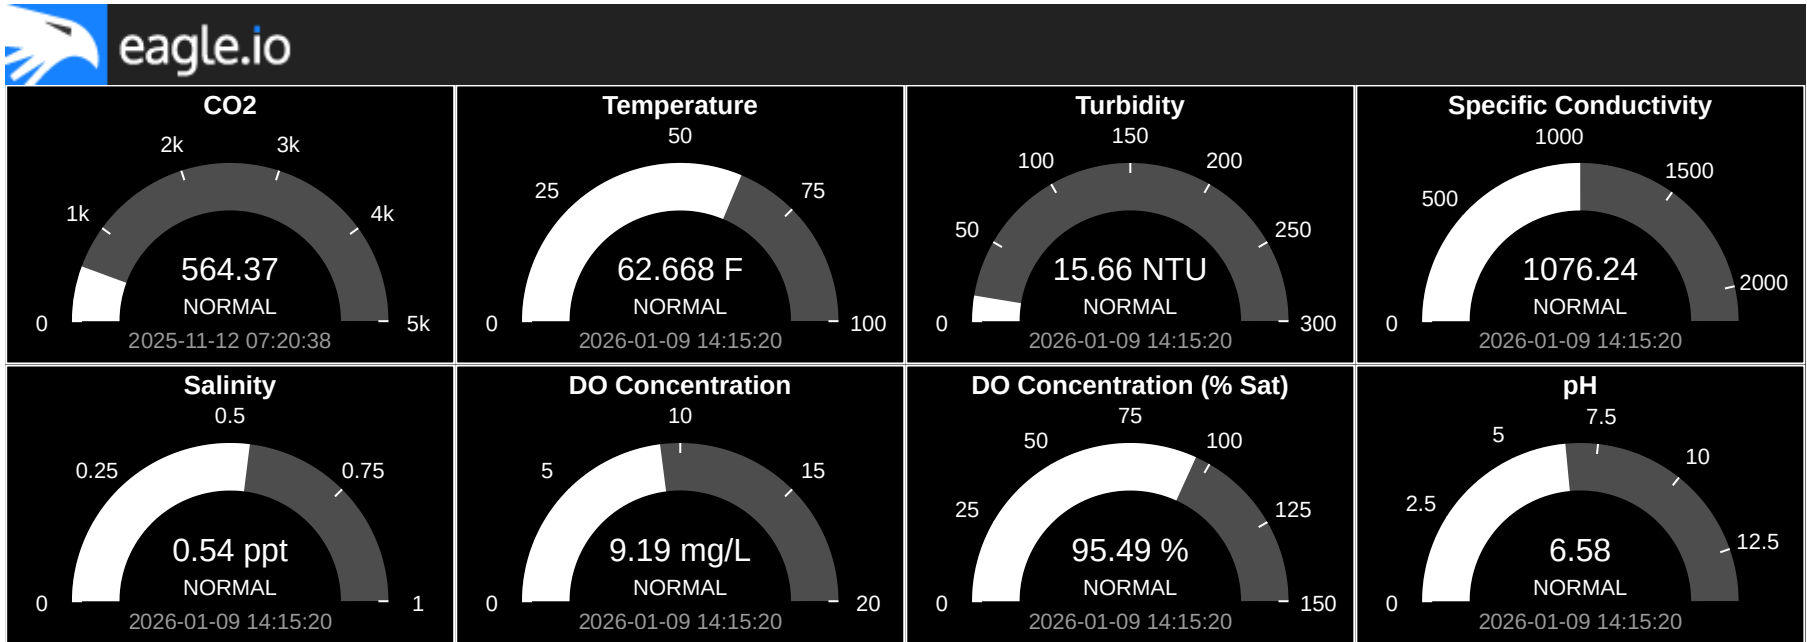 eagle.io
CO2
2k
3k
1k
4k
564.37
NORMAL
0
5k
2025-11-12 07:20:38
Temperature
50
25
75
62.668 F
NORMAL
0
100
2026-01-09 14:15:20
Turbidity
150
100
200
50
250
15.66 NTU
NORMAL
0
300
2026-01-09 14:15:20
Specific Conductivity
1000
1500
500
1076.24
2000
NORMAL
0
2026-01-09 14:15:20
Salinity
0.5
0.25
0.75
0.54 ppt
NORMAL
0
1
2026-01-09 14:15:20
DO Concentration
10
5
15
9.19 mg/L
NORMAL
0
20
2026-01-09 14:15:20
DO Concentration (% Sat)
75
50
100
25
125
95.49 %
NORMAL
0
150
2026-01-09 14:15:20
pH
7.5
5
10
2.5
12.5
6.58
NORMAL
0
2026-01-09 14:15:20